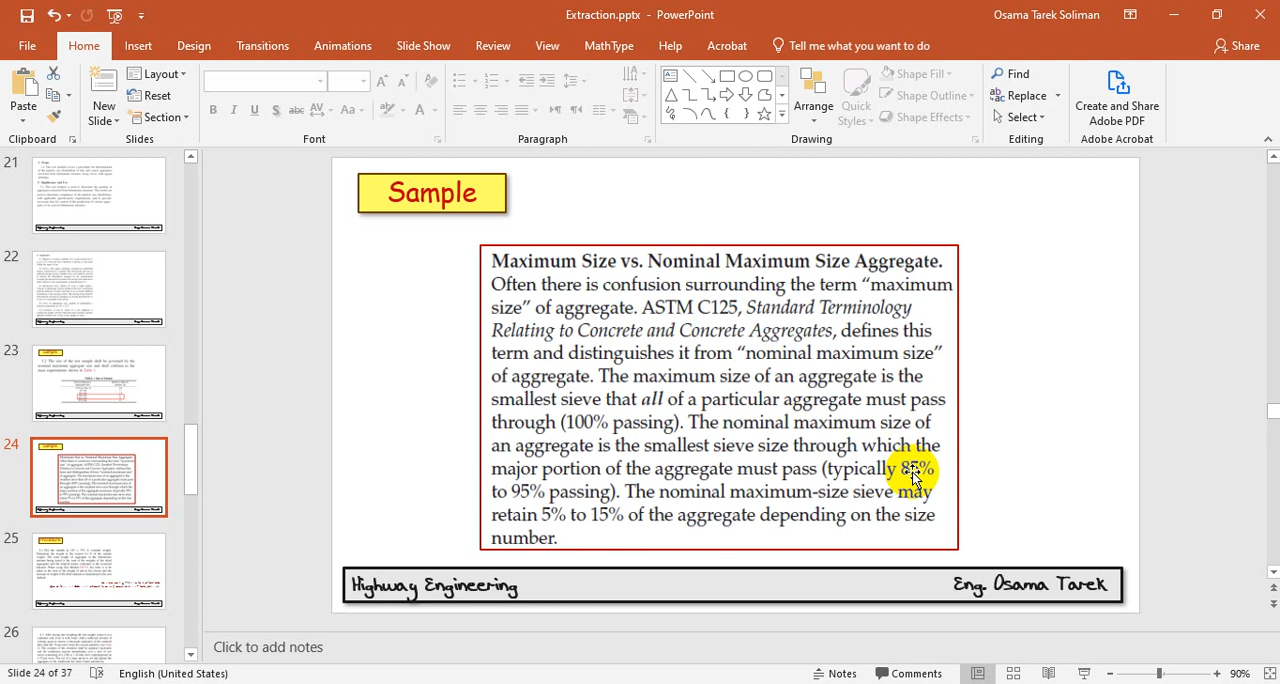 Extraction.pptx - PowerPoint
Osama Tarek Soliman
File Home Insert Design Transitions Animations Slide Show Review View MathType Help Acrobat Tell me what you want to do Share
Paste
New Slide
Layout
Reset
Section
B I U S abc AV Aa A
Arrange
Quick Styles
Shape Fill
Shape Outline
Shape Effects
Find
Replace
Select
Create and Share Adobe PDF
Clipboard Slides Font Paragraph Drawing Editing Adobe Acrobat
21
22
23
24
25
26
Sample
Maximum Size vs. Nominal Maximum Size Aggregate.
Often there is confusion surrounding the term “maximum
size” of aggregate. ASTM C125, Standard Terminology
Relating to Concrete and Concrete Aggregates, defines this
term and distinguishes it from “nominal maximum size”
of aggregate. The maximum size of an aggregate is the
smallest sieve that all of a particular aggregate must pass
through (100% passing). The nominal maximum size of
an aggregate is the smallest sieve size through which the
major portion of the aggregate must pass (typically 85%
to 95% passing). The nominal maximum-size sieve may
retain 5% to 15% of the aggregate depending on the size
number.
Highway Engineering
Eng. Osama Tarek
Click to add notes
Slide 24 of 37 English (United States) Notes Comments 90%